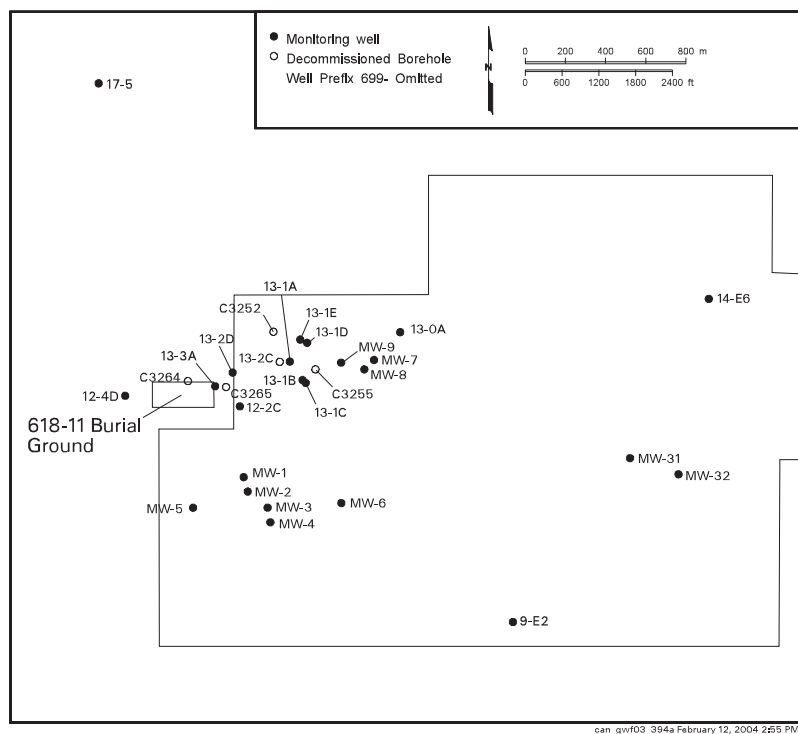 Monitoring well
Decommissioned Borehole
Well Prefix 699- Omitted
N
0 200 400 600 800 m
0 600 1200 1800 2400 ft
17-5
13-1A
14-E6
C3252
13-1E
13-0A
13-1D
13-2D
MW-9
13-2C
MW-7
13-3A
MW-8
C3264
13-1B
C3255
C3265
12-4D
13-1C
12-2C
618-11 Burial
Ground
MW-31
MW-1
MW-32
MW-2
MW-6
MW-5
MW-3
MW-4
9-E2
can_gwf03_394a February 12, 2004 2:55 PM